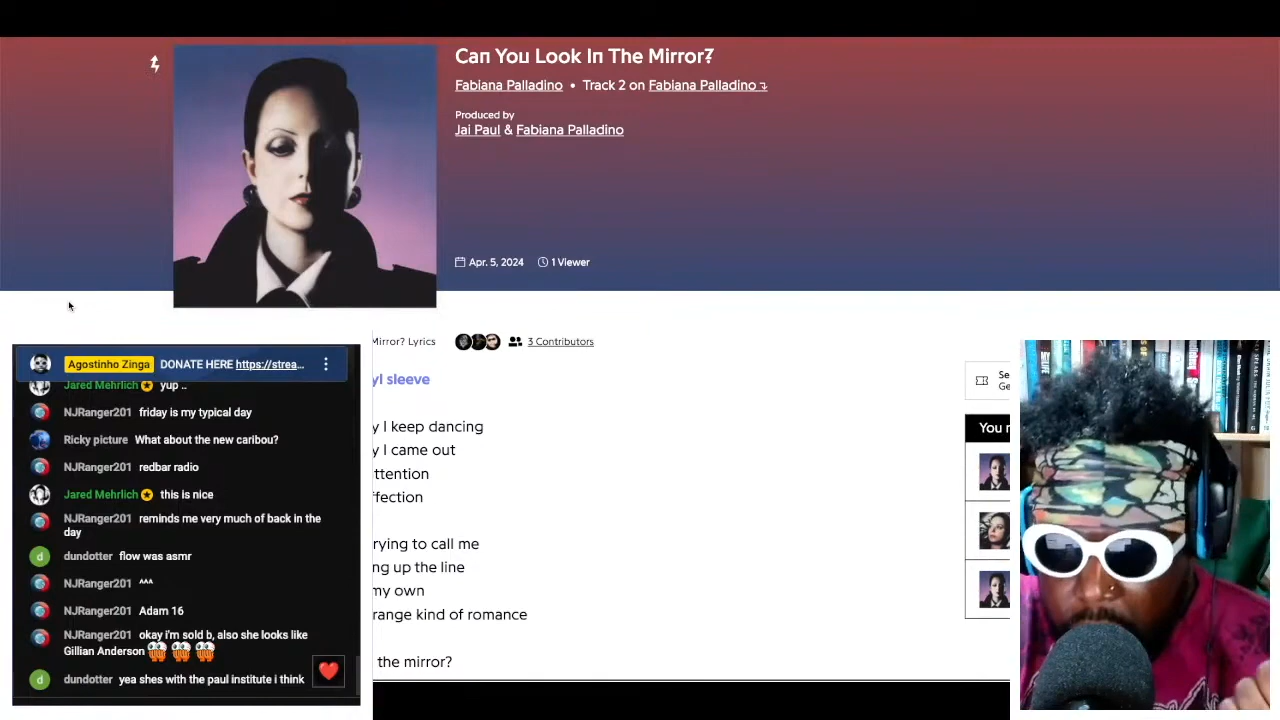 Can You Look In The Mirror?
Fabiana Palladino • Track 2 on Fabiana Palladino
Produced by
Jai Paul & Fabiana Palladino
Apr. 5, 2024 1 Viewer
Mirror? Lyrics 3 Contributors
yl sleeve
y I keep dancing
y I came out
ttention
ffection
rying to call me
ng up the line
my own
range kind of romance
the mirror?
Se
Ge
You r
Agostinho Zinga DONATE HERE https://strea...
Jared Mehrlich yup ..
NJRanger201 friday is my typical day
Ricky picture What about the new caribou?
NJRanger201 redbar radio
Jared Mehrlich this is nice
NJRanger201 reminds me very much of back in the
day
dundotter flow was asmr
NJRanger201 ^^^
NJRanger201 Adam 16
NJRanger201 okay i'm sold b, also she looks like
Gillian Anderson
d dundotter yea shes with the paul institute i think
MY LIFE